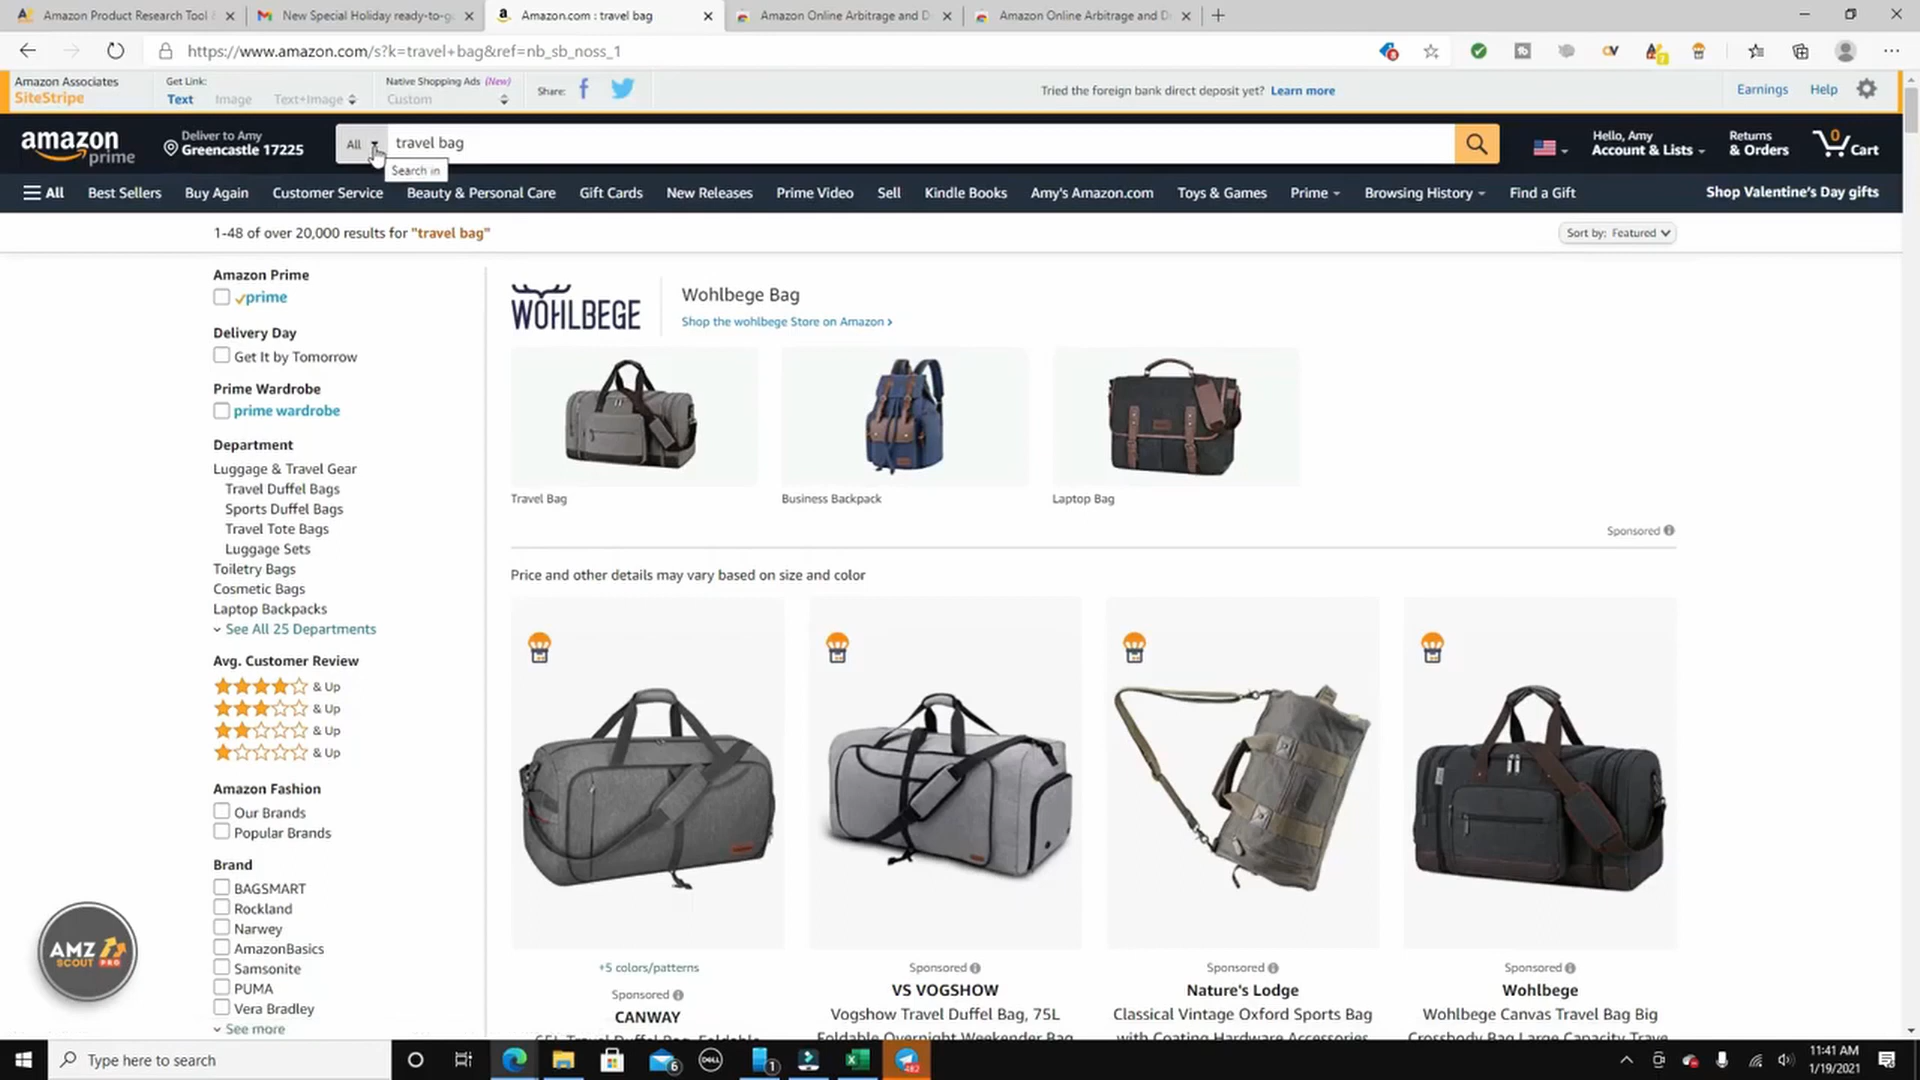 Amazon Product Research Tool &
New Special Holiday ready-to-g
Amazon.com : travel bag
Amazon Online Arbitrage and D
Amazon Online Arbitrage and D
https://www.amazon.com/s?k=travel+bag&ref=nb_sb_noss_1
Amazon Associates
SiteStripe
Get Link:
Text Image Text+Image
Native Shopping Ads (New)
Custom
Share:
Tried the foreign bank direct deposit yet? Learn more
Earnings Help
amazon
prime
Deliver to Amy
Greencastle 17225
All
travel bag
Search in
Hello, Amy
Account & Lists
Returns
& Orders
0
Cart
All Best Sellers Buy Again Customer Service Beauty & Personal Care Gift Cards New Releases Prime Video Sell Kindle Books Amy's Amazon.com Toys & Games Prime Browsing History Find a Gift Shop Valentine's Day gifts
1-48 of over 20,000 results for "travel bag"
Sort by: Featured
Amazon Prime
prime
Delivery Day
Get It by Tomorrow
Prime Wardrobe
prime wardrobe
Department
Luggage & Travel Gear
Travel Duffel Bags
Sports Duffel Bags
Travel Tote Bags
Luggage Sets
Toiletry Bags
Cosmetic Bags
Laptop Backpacks
See All 25 Departments
Avg. Customer Review
& Up
& Up
& Up
& Up
Amazon Fashion
Our Brands
Popular Brands
Brand
BAGSMART
Rockland
Narwey
AmazonBasics
Samsonite
PUMA
Vera Bradley
See more
AMZ
SCOUT PRO
WOHLBEGE
Wohlbege Bag
Shop the wohlbege Store on Amazon ›
Travel Bag
Business Backpack
Laptop Bag
Sponsored
Price and other details may vary based on size and color
+5 colors/patterns
Sponsored
CANWAY
65L Travel Duffel Bag, Foldable
Sponsored
VS VOGSHOW
Vogshow Travel Duffel Bag, 75L
Foldable Overnight Weekender Bag
Sponsored
Nature's Lodge
Classical Vintage Oxford Sports Bag
with Coating Hardware Accessories
Sponsored
Wohlbege
Wohlbege Canvas Travel Bag Big
Crossbody Bag Large Capacity Trave
Type here to search
6
DELL
1
482
11:41 AM
1/19/2021